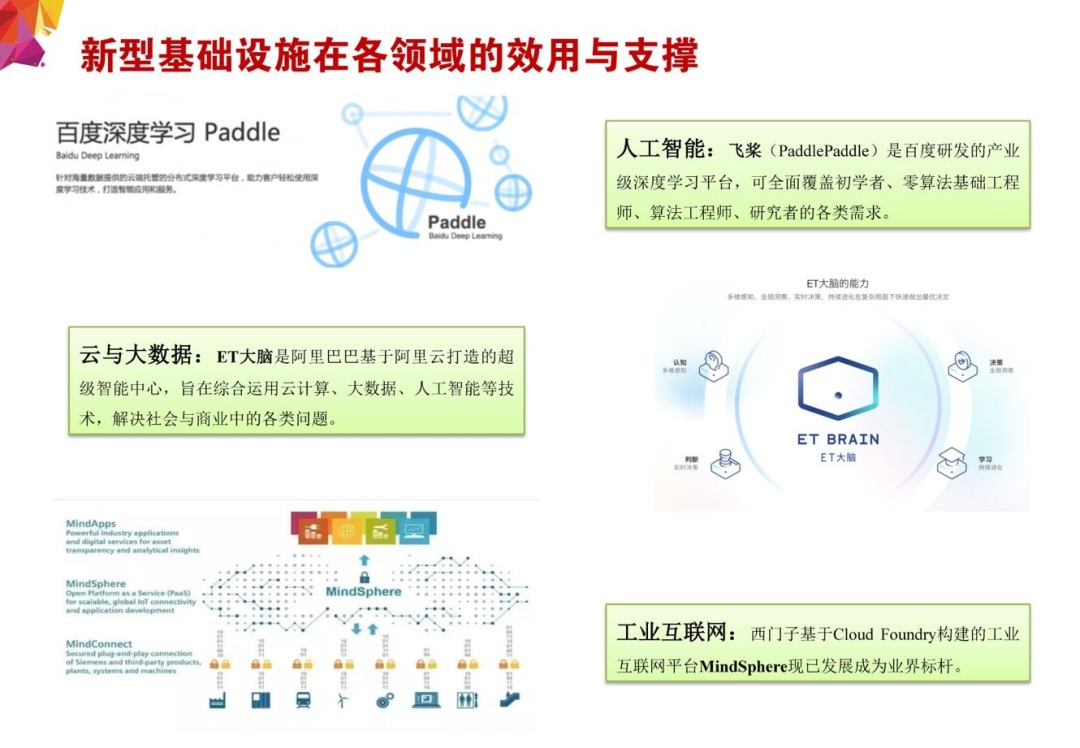 新型基础设施在各领域的效用与支撑
百度深度学习 Paddle
Baidu Deep Learning
针对海量数据提供的云端托管的分布式深度学习平台，助力客户轻松使用深
度学习技术，打造智能应用和服务。
Paddle
Baidu Deep Learning
人工智能：飞桨（PaddlePaddle）是百度研发的产业
级深度学习平台，可全面覆盖初学者、零算法基础工程
师、算法工程师、研究者的各类需求。
云与大数据：ET大脑是阿里巴巴基于阿里云打造的超
级智能中心，旨在综合运用云计算、大数据、人工智能等技
术，解决社会与商业中的各类问题。
ET大脑的能力
多维感知、全局洞察、实时决策、持续进化在复杂局面下快速做出最优决定
认知
多维感知
决策
全局洞察
ET BRAIN
ET大脑
判断
实时决策
学习
持续进化
MindApps
Powerful industry applications
and digital services for asset
transparency and analytical insights
MindSphere
Open Platform as a Service (PaaS)
for scalable, global IoT connectivity
and application development
MindSphere
MindConnect
Secured plug-and-play connection
of Siemens and third-party products,
plants, systems and machines
工业互联网：西门子基于Cloud Foundry构建的工业
互联网平台MindSphere现已发展成为业界标杆。